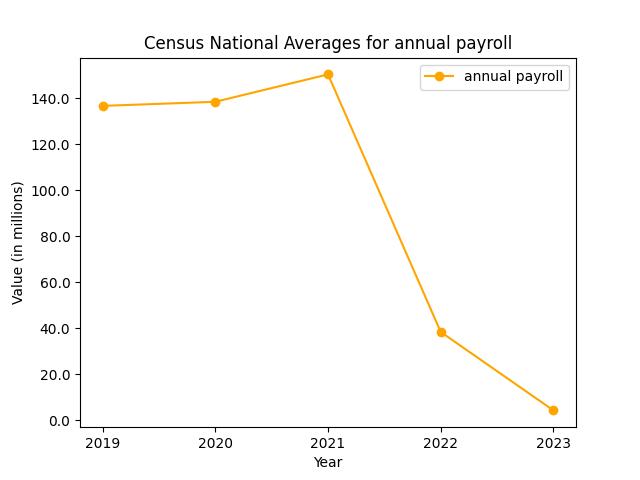 Census National Averages for annual payroll
annual payroll
Value (in millions)
140.0
120.0
100.0
80.0
60.0
40.0
20.0
0.0
2019 2020 2021 2022 2023
Year